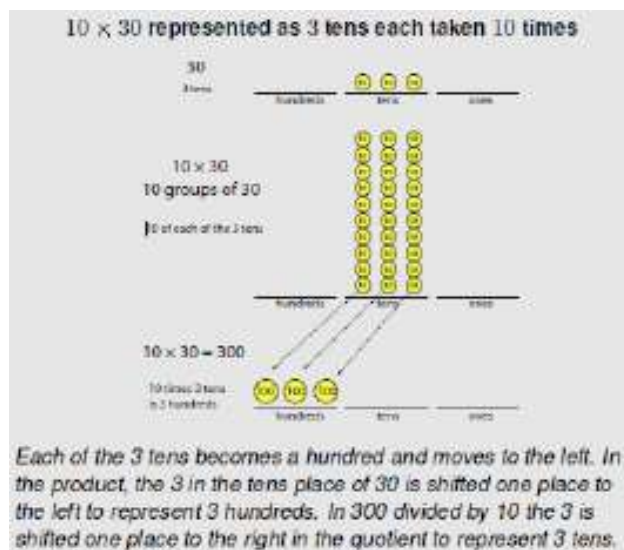 10 × 30 represented as 3 tens each taken 10 times
30
3 tens
hundreds tens ones
10 × 30
10 groups of 30
10 of each of the 3 tens
hundreds tens ones
10 × 30 = 300
10 times 3 tens
is 3 hundreds
100 100 100
hundreds tens ones
Each of the 3 tens becomes a hundred and moves to the left. In
the product, the 3 in the tens place of 30 is shifted one place to
the left to represent 3 hundreds. In 300 divided by 10 the 3 is
shifted one place to the right in the quotient to represent 3 tens.